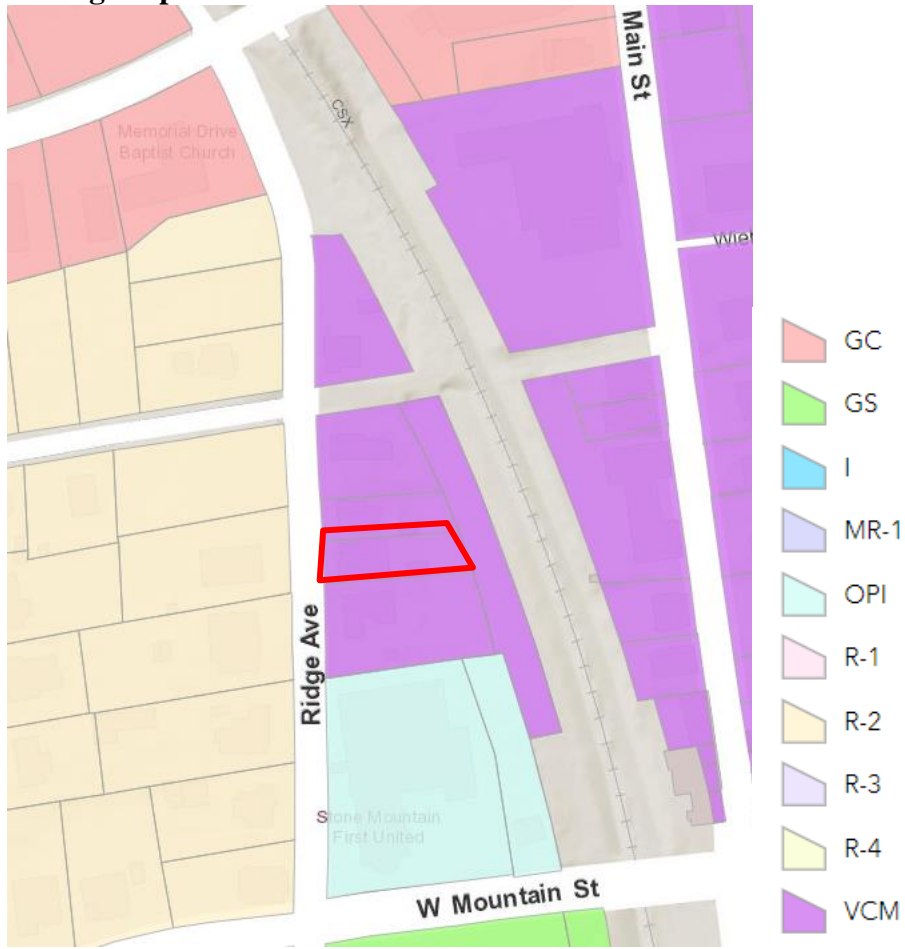 Main St
CSX
Memorial Drive
Baptist Church
Ridge Ave
Stone Mountain
First United
W Mountain St
GC
GS
I
MR-1
OPI
R-1
R-2
R-3
R-4
VCM